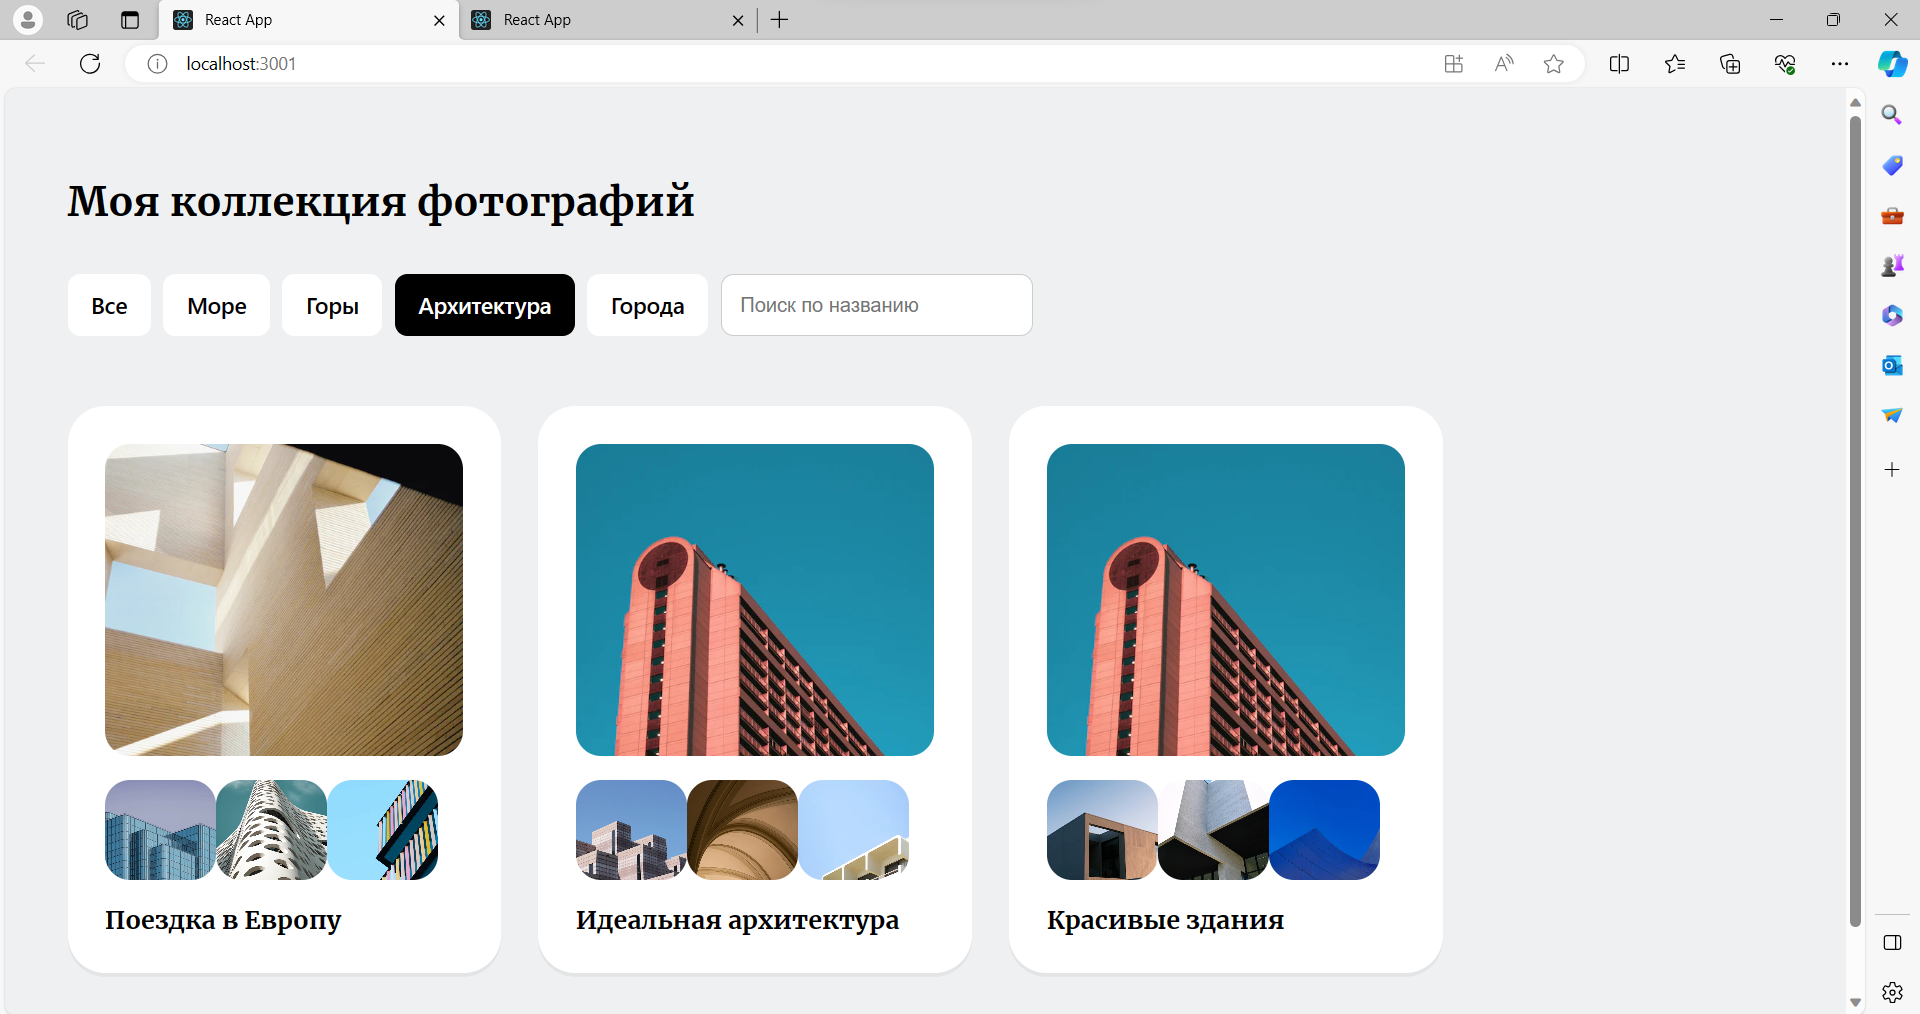 React App
React App
localhost:3001
Моя коллекция фотографий
Все
Море
Горы
Архитектура
Города
Поиск по названию
Поездка в Европу
Идеальная архитектура
Красивые здания